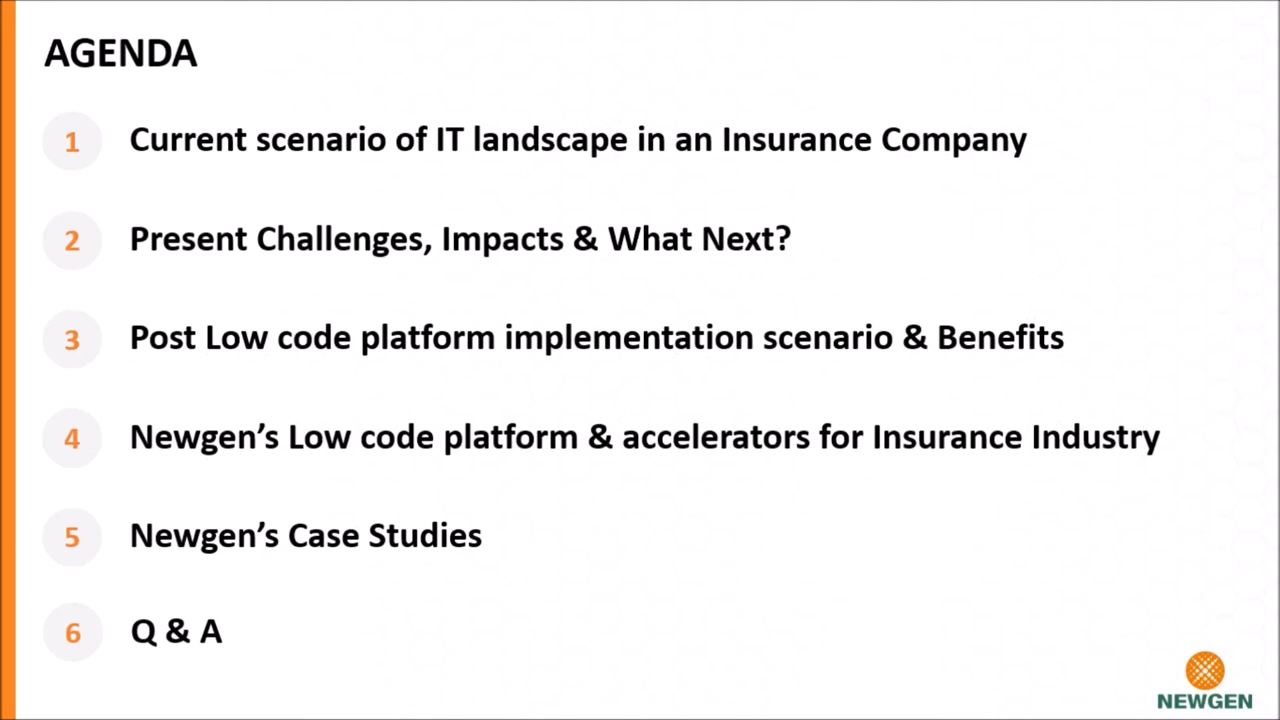 AGENDA
1 Current scenario of IT landscape in an Insurance Company
2 Present Challenges, Impacts & What Next?
3 Post Low code platform implementation scenario & Benefits
4 Newgen’s Low code platform & accelerators for Insurance Industry
5 Newgen’s Case Studies
6 Q & A
NEWGEN